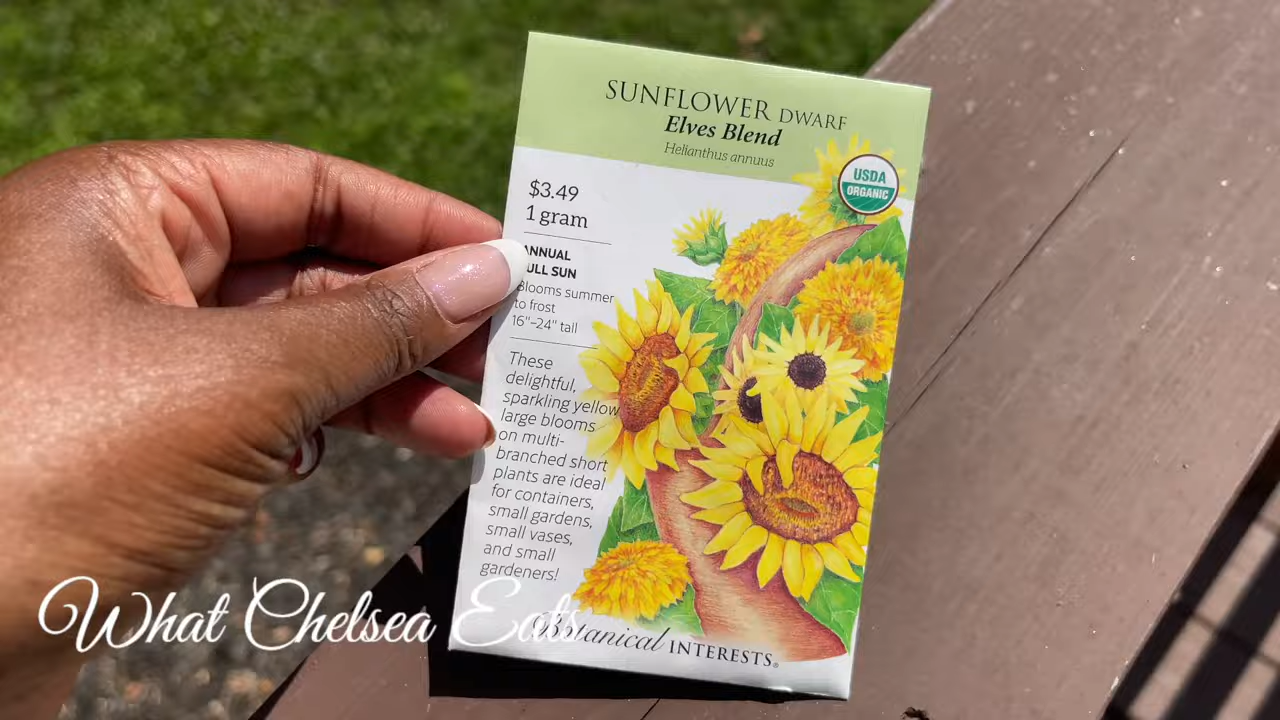 SUNFLOWER DWARF
Elves Blend
Helianthus annuus
USDA
ORGANIC
$3.49
1 gram
ANNUAL
FULL SUN
Blooms summer
to frost
16"–24" tall
These
delightful,
sparkling yellow
large blooms
on multi-
branched short
plants are ideal
for containers,
small gardens,
small vases,
and small
gardeners!
Botanical INTERESTS®
What Chelsea Eats